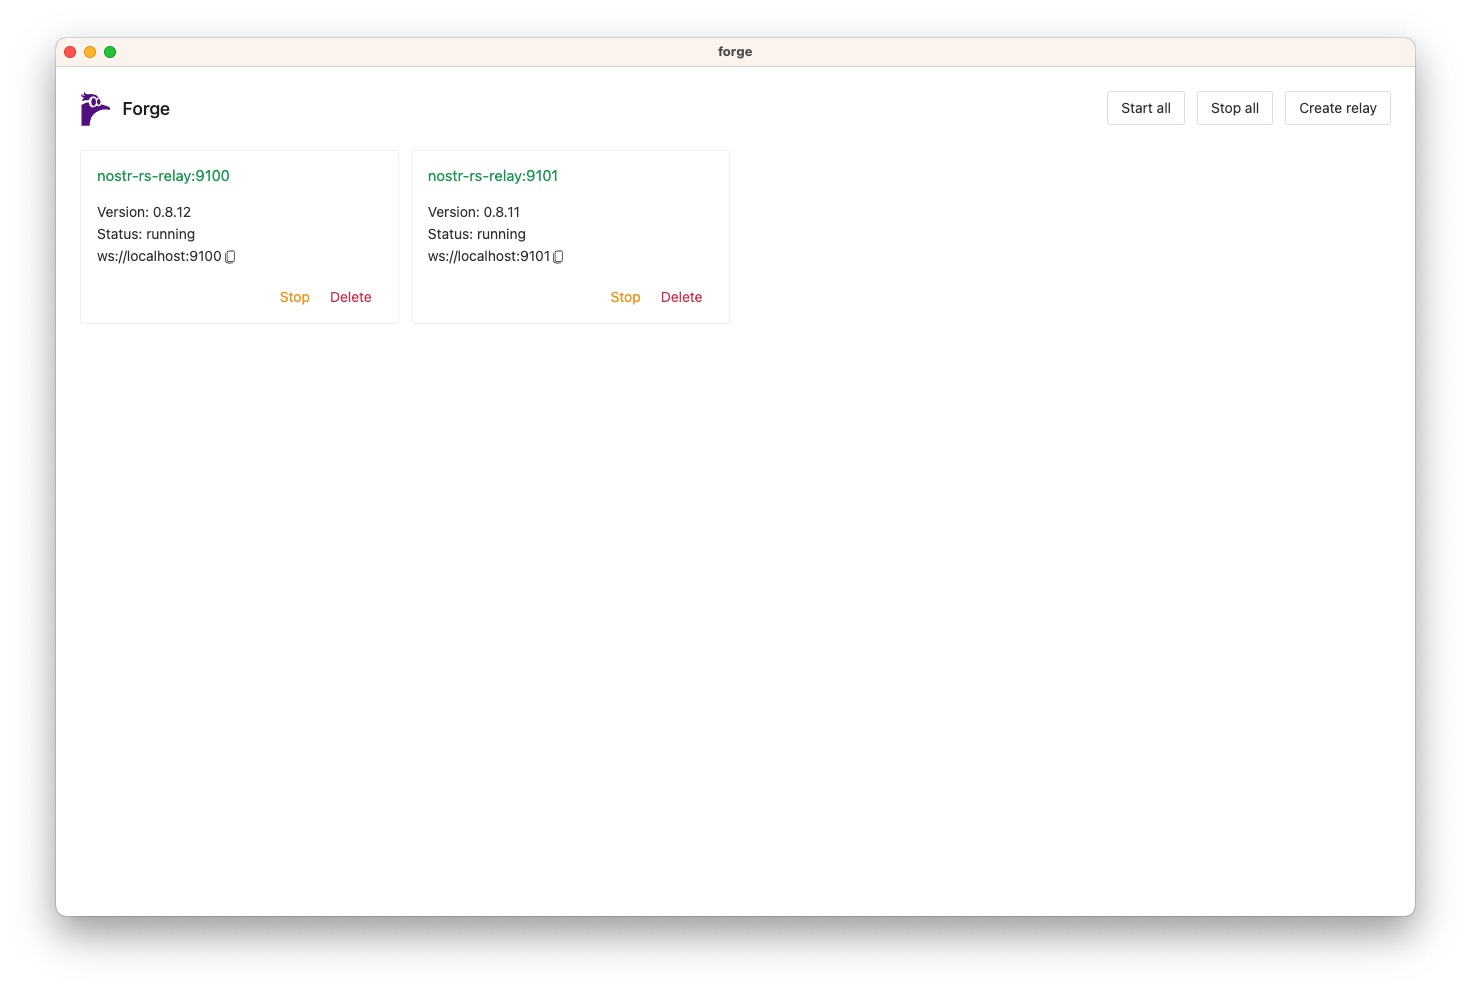 forge
Forge
Start all
Stop all
Create relay
nostr-rs-relay:9100
Version: 0.8.12
Status: running
ws://localhost:9100
Stop
Delete
nostr-rs-relay:9101
Version: 0.8.11
Status: running
ws://localhost:9101
Stop
Delete